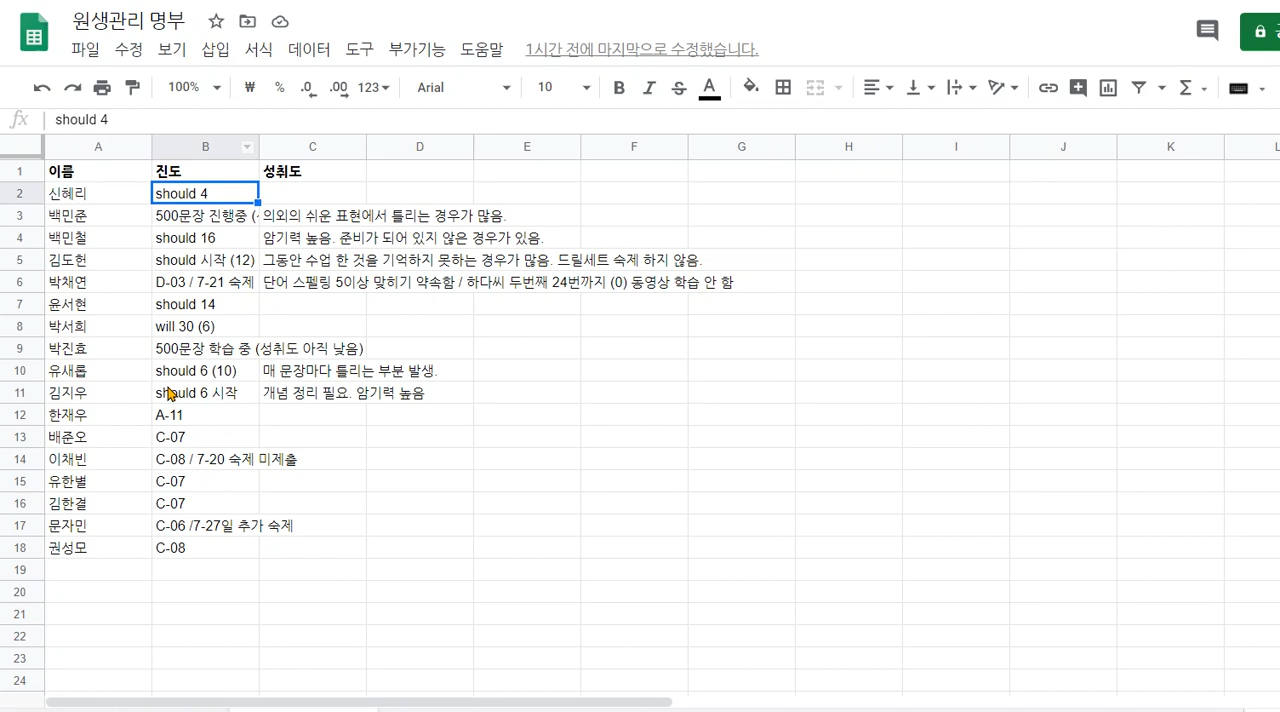 원생관리 명부
파일 수정 보기 삽입 서식 데이터 도구 부가기능 도움말 1시간 전에 마지막으로 수정했습니다.
100% ₩ % .0 .00 123 Arial 10 B I S A Σ
fx should 4
A B C D E F G H I J K L
1 이름 진도 성취도
2 신혜리 should 4
3 백민준 500문장 진행중 ( 의외의 쉬운 표현에서 틀리는 경우가 많음.
4 백민철 should 16 암기력 높음. 준비가 되어 있지 않은 경우가 있음.
5 김도헌 should 시작 (12) 그동안 수업 한 것을 기억하지 못하는 경우가 많음. 드릴세트 숙제 하지 않음.
6 박채연 D-03 / 7-21 숙제 단어 스펠링 5이상 맞히기 약속함 / 하다씨 두번째 24번까지 (0) 동영상 학습 안 함
7 윤서현 should 14
8 박서희 will 30 (6)
9 박진효 500문장 학습 중 (성취도 아직 낮음)
10 유새롭 should 6 (10) 매 문장마다 틀리는 부분 발생.
11 김지우 should 6 시작 개념 정리 필요. 암기력 높음
12 한재우 A-11
13 배준오 C-07
14 이채빈 C-08 / 7-20 숙제 미제출
15 유한별 C-07
16 김한결 C-07
17 문자민 C-06 /7-27일 추가 숙제
18 권성모 C-08
19
20
21
22
23
24